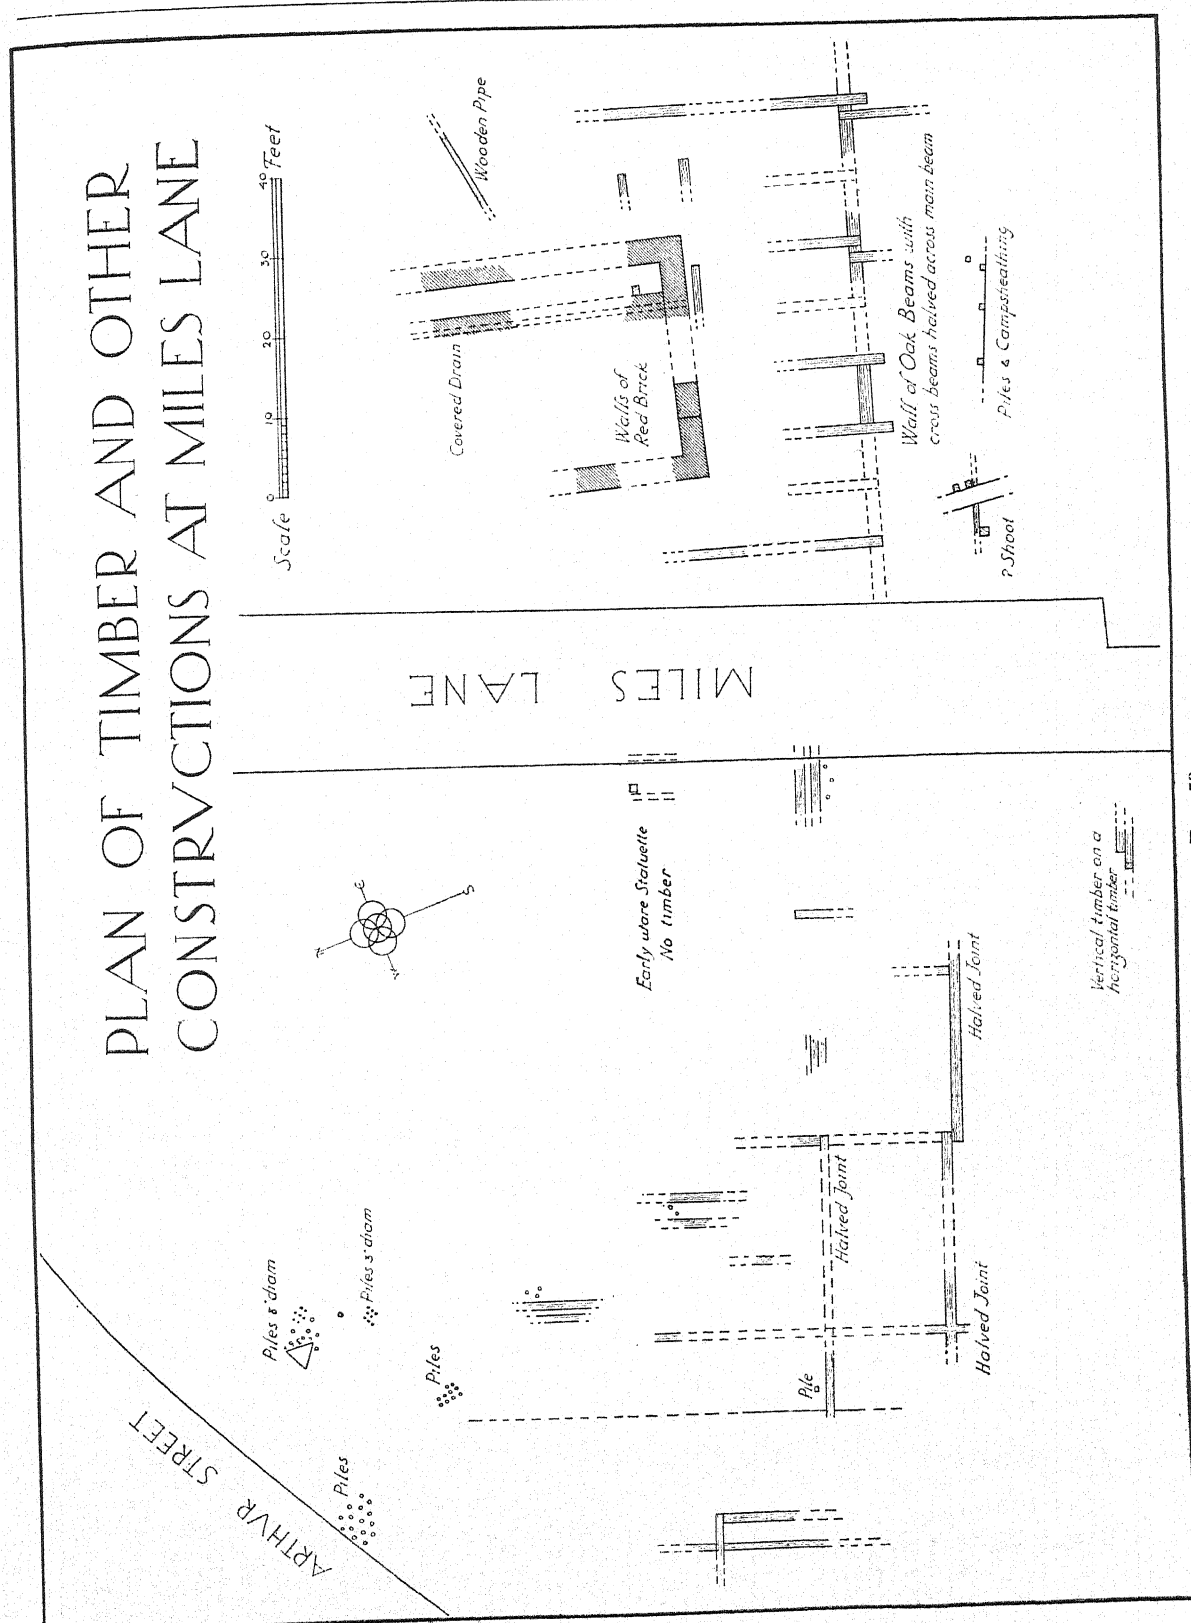 PLAN OF TIMBER AND OTHER
CONSTRVCTIONS AT MILES LANE
Scale 0 10 20 30 40 Feet
ARTHVR STREET
Piles
Piles 5" diam
Piles 3" diam
Piles
N
E
S
W
MILES LANE
Covered Drain
Wooden Pipe
Walls of
Red Brick
Early ware Statuette
No timber
Pile
Halved Joint
Halved Joint
Halved Joint
Wall of Oak Beams with
cross beams halved across main beam
? Shoot
Piles & Campsheathing
Vertical timber on a
horizontal timber